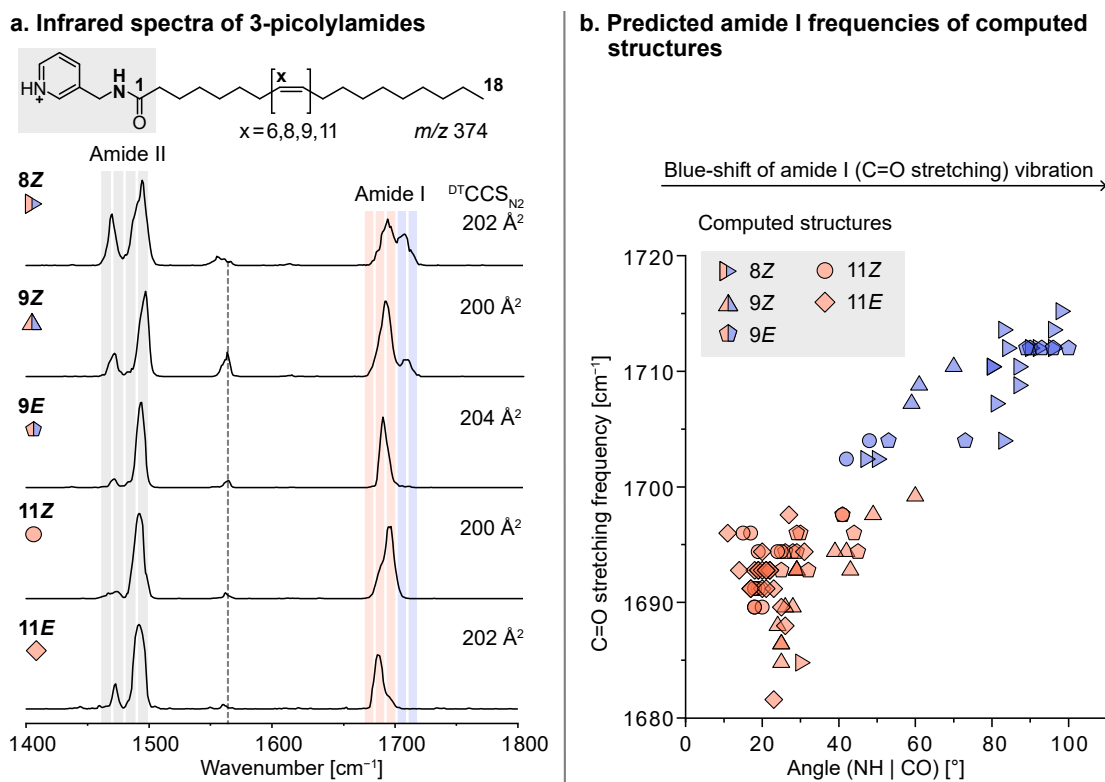 a. Infrared spectra of 3-picolylamides
HN
+
H
N
1
O
x
18
x=6,8,9,11
m/z 374
Amide II
Amide I
DTCCSN2
8Z
202 Å2
9Z
200 Å2
9E
204 Å2
11Z
200 Å2
11E
202 Å2
1400 1500 1600 1700 1800
Wavenumber [cm−1]
b. Predicted amide I frequencies of computed
structures
Blue-shift of amide I (C=O stretching) vibration
Computed structures
8Z 11Z
9Z 11E
9E
C=O stretching frequency [cm−1]
1720
1710
1700
1690
1680
0 20 40 60 80 100
Angle (NH | CO) [°]